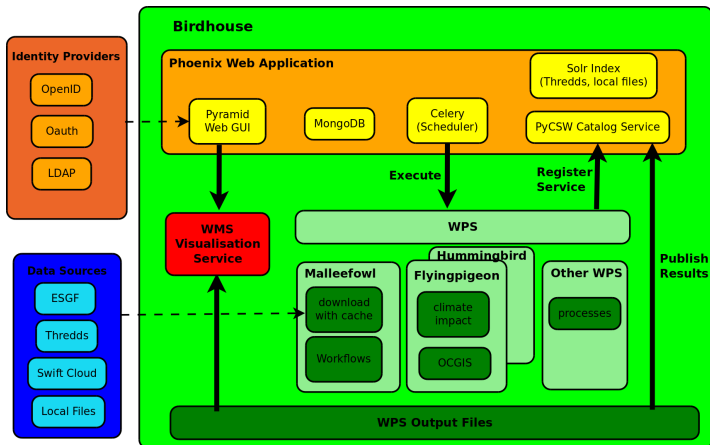 Birdhouse
Identity Providers
OpenID
Oauth
LDAP
Phoenix Web Application
Solr Index
(Thredds, local files)
Pyramid
Web GUI
MongoDB
Celery
(Scheduler)
PyCSW Catalog Service
Execute
Register
Service
WMS
Visualisation
Service
WPS
Publish
Results
Data Sources
ESGF
Thredds
Swift Cloud
Local Files
Hummingbird
Malleefowl
download
with cache
Workflows
Flyingpigeon
climate
impact
OCGIS
Other WPS
processes
WPS Output Files